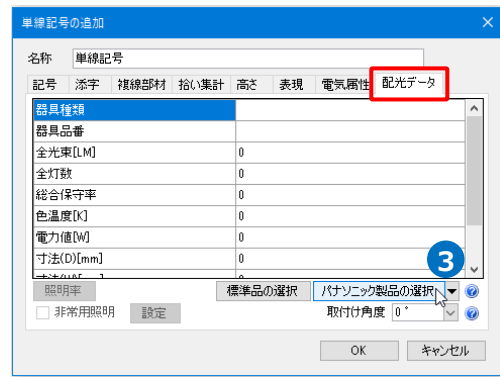 単線記号の追加
名称 単線記号
記号 添字 複線部材 拾い集計 高さ 表現 電気属性 配光データ
器具種類
器具品番
全光束[LM] 0
全灯数 0
総合保守率 0
色温度[K] 0
電力値[W] 0
寸法(D)[mm] 0
3
照明率 標準品の選択 パナソニック製品の選択
非常用照明 設定 取付け角度 0°
OK キャンセル